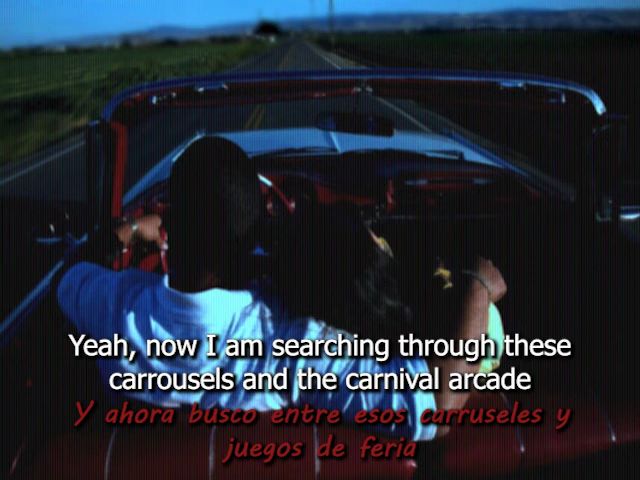 Yeah, now I am searching through these
carrousels and the carnival arcade
Y ahora busco entre esos carruseles y
juegos de feria